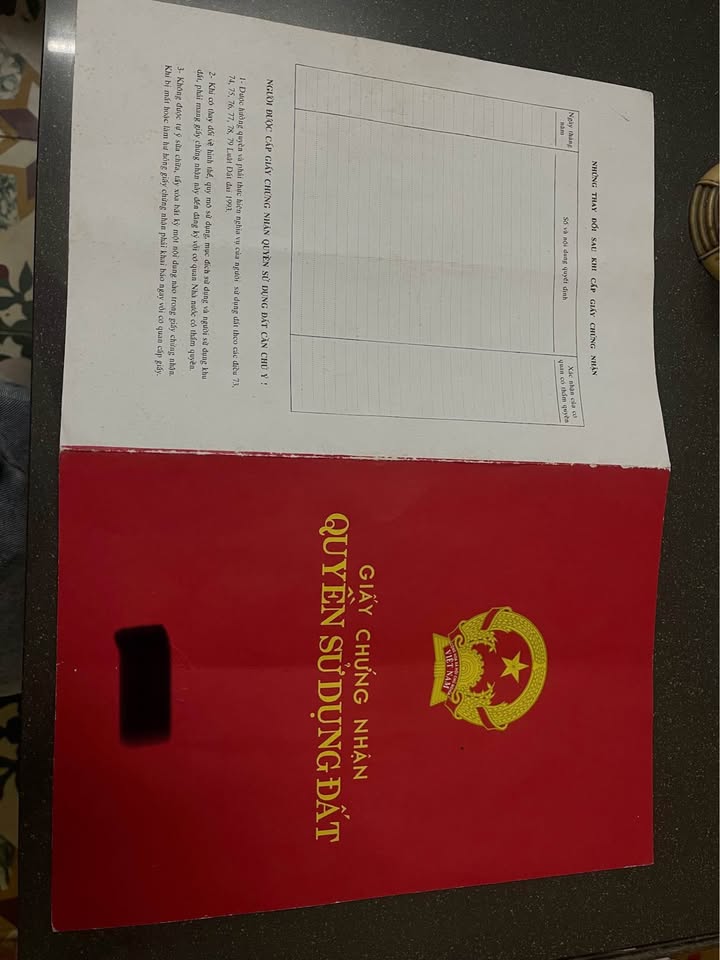 NHỮNG THAY ĐỔI SAU KHI CẤP GIẤY CHỨNG NHẬN
Ngày tháng năm
Số và nội dung quyết định
Xác nhận của cơ quan có thẩm quyền
NGƯỜI ĐƯỢC CẤP GIẤY CHỨNG NHẬN QUYỀN SỬ DỤNG ĐẤT CẦN CHÚ Ý !
1- Được hưởng quyền và phải thực hiện nghĩa vụ của người sử dụng đất theo các điều 73,
74, 75, 76, 77, 78, 79 Luật Đất đai 1993.
2- Khi có thay đổi về hình thể, quy mô sử dụng, mục đích sử dụng và người sử dụng khu
đất, phải mang giấy chứng nhận này đến đăng ký với cơ quan Nhà nước có thẩm quyền.
3- Không được tự ý sửa chữa, tẩy xóa bất kỳ một nội dung nào trong giấy chứng nhận.
Khi bị mất hoặc làm hư hỏng giấy chứng nhận phải khai báo ngay với cơ quan cấp giấy.
VIỆT NAM
GIẤY CHỨNG NHẬN
QUYỀN SỬ DỤNG ĐẤT